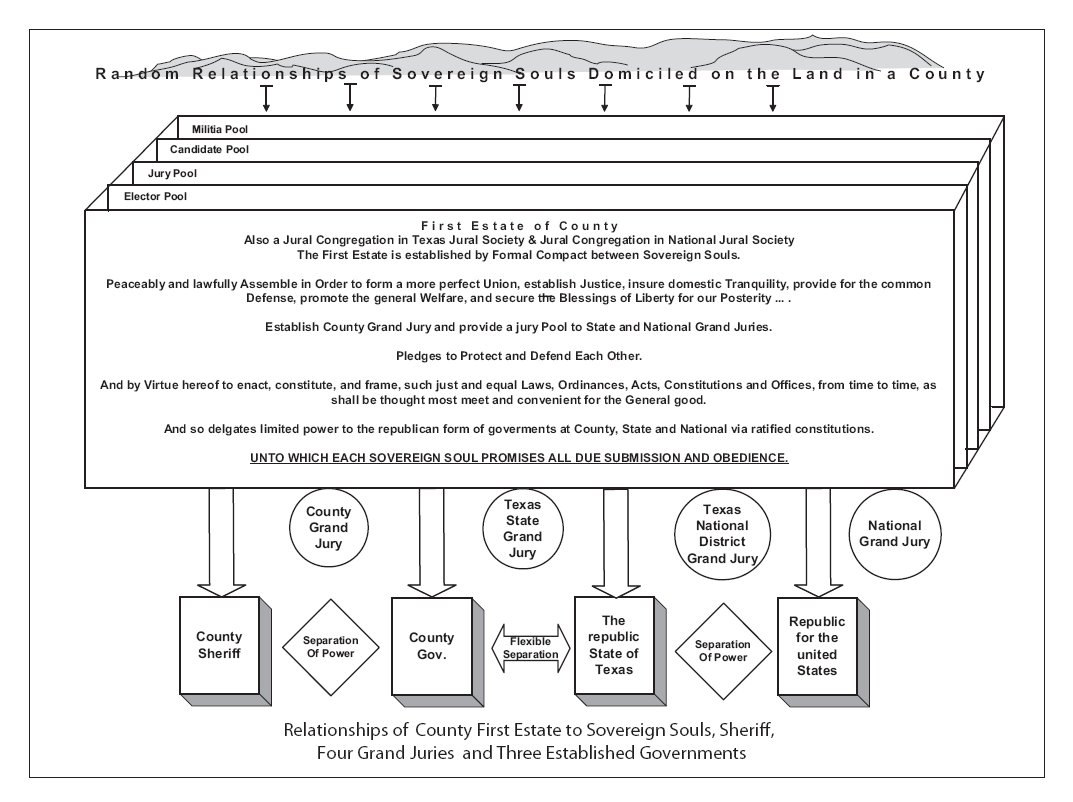 Random Relationships of Sovereign Souls Domiciled on the Land in a County
Militia Pool
Candidate Pool
Jury Pool
Elector Pool
First Estate of County
Also a Jural Congregation in Texas Jural Society & Jural Congregation in National Jural Society
The First Estate is established by Formal Compact between Sovereign Souls.
Peaceably and lawfully Assemble in Order to form a more perfect Union, establish Justice, insure domestic Tranquility, provide for the common
Defense, promote the general Welfare, and secure the Blessings of Liberty for our Posterity ... .
Establish County Grand Jury and provide a jury Pool to State and National Grand Juries.
Pledges to Protect and Defend Each Other.
And by Virtue hereof to enact, constitute, and frame, such just and equal Laws, Ordinances, Acts, Constitutions and Offices, from time to time, as
shall be thought most meet and convenient for the General good.
And so delgates limited power to the republican form of goverments at County, State and National via ratified constitutions.
UNTO WHICH EACH SOVEREIGN SOUL PROMISES ALL DUE SUBMISSION AND OBEDIENCE.
County
Grand
Jury
Texas
State
Grand
Jury
Texas
National
District
Grand Jury
National
Grand Jury
County
Sheriff
Separation
Of Power
County
Gov.
Flexible
Separation
The
republic
State of
Texas
Separation
Of Power
Republic
for the
united
States
Relationships of County First Estate to Sovereign Souls, Sheriff,
Four Grand Juries and Three Established Governments